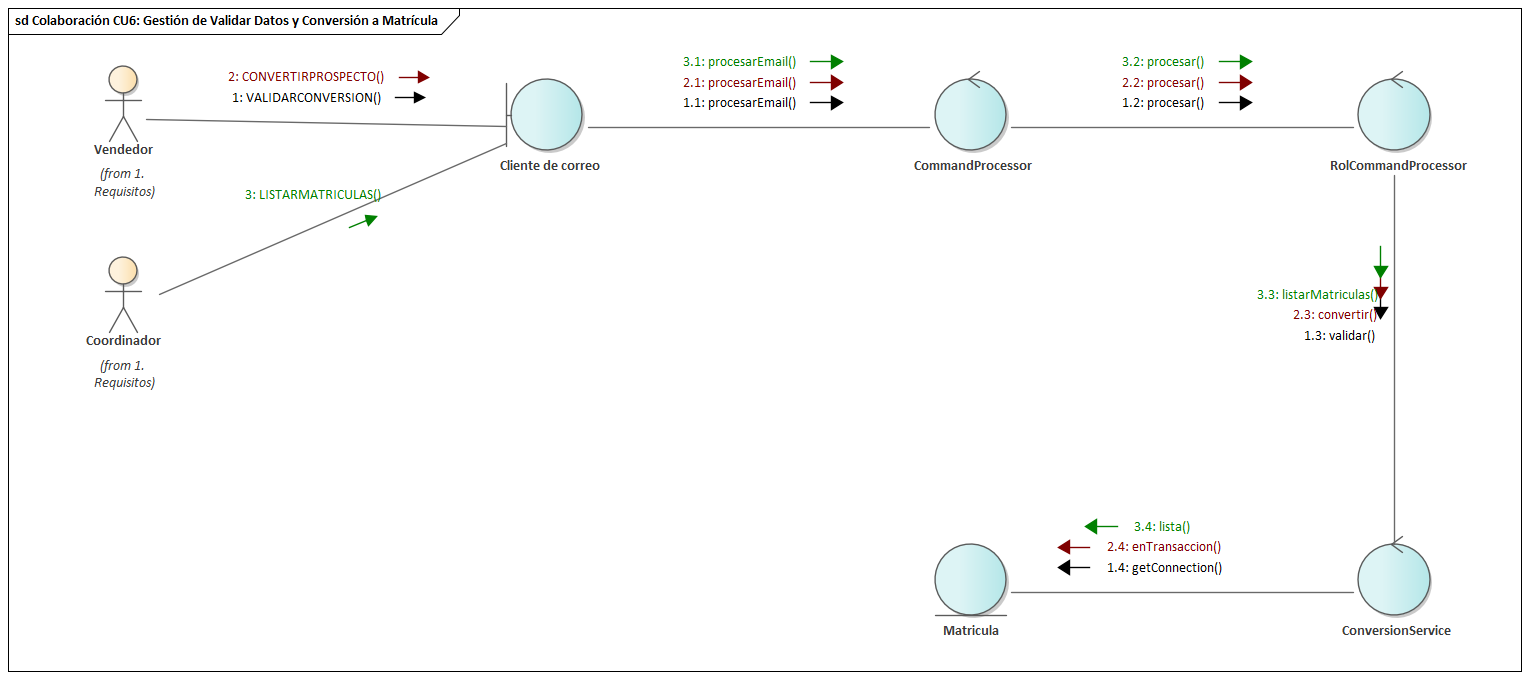 sd Colaboración CU6: Gestión de Validar Datos y Conversión a Matrícula
2: CONVERTIRPROSPECTO()
1: VALIDARCONVERSION()
3.1: procesarEmail()
2.1: procesarEmail()
1.1: procesarEmail()
3.2: procesar()
2.2: procesar()
1.2: procesar()
Vendedor
(from 1.
Requisitos)
Cliente de correo
CommandProcessor
RolCommandProcessor
3: LISTARMATRICULAS()
Coordinador
(from 1.
Requisitos)
3.3: listarMatriculas()
2.3: convertir()
1.3: validar()
3.4: lista()
2.4: enTransaccion()
1.4: getConnection()
Matricula
ConversionService